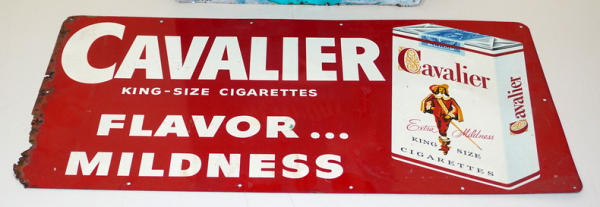 CAVALIER
KING-SIZE CIGARETTES
FLAVOR...
MILDNESS
Cavalier
Extra Mildness
KING SIZE
CIGARETTES
Cavalier